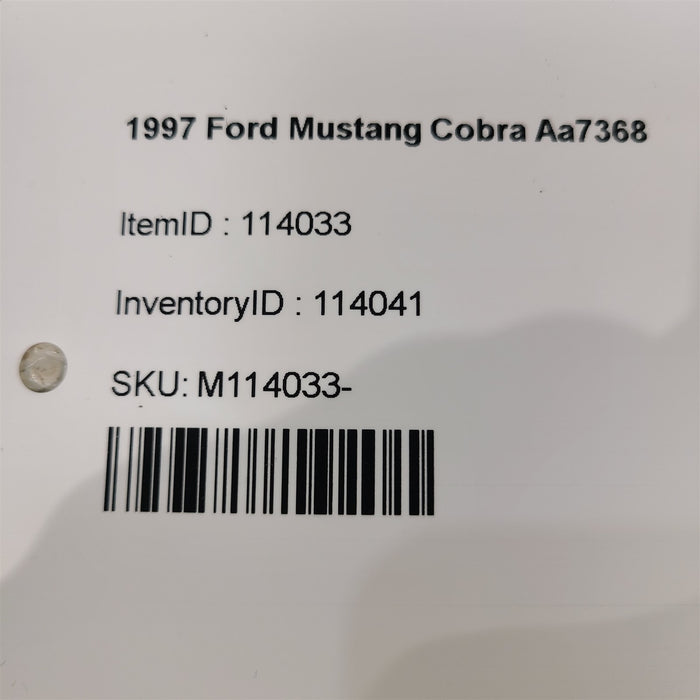 1997 Ford Mustang Cobra Aa7368
ItemID : 114033
InventoryID : 114041
SKU: M114033-